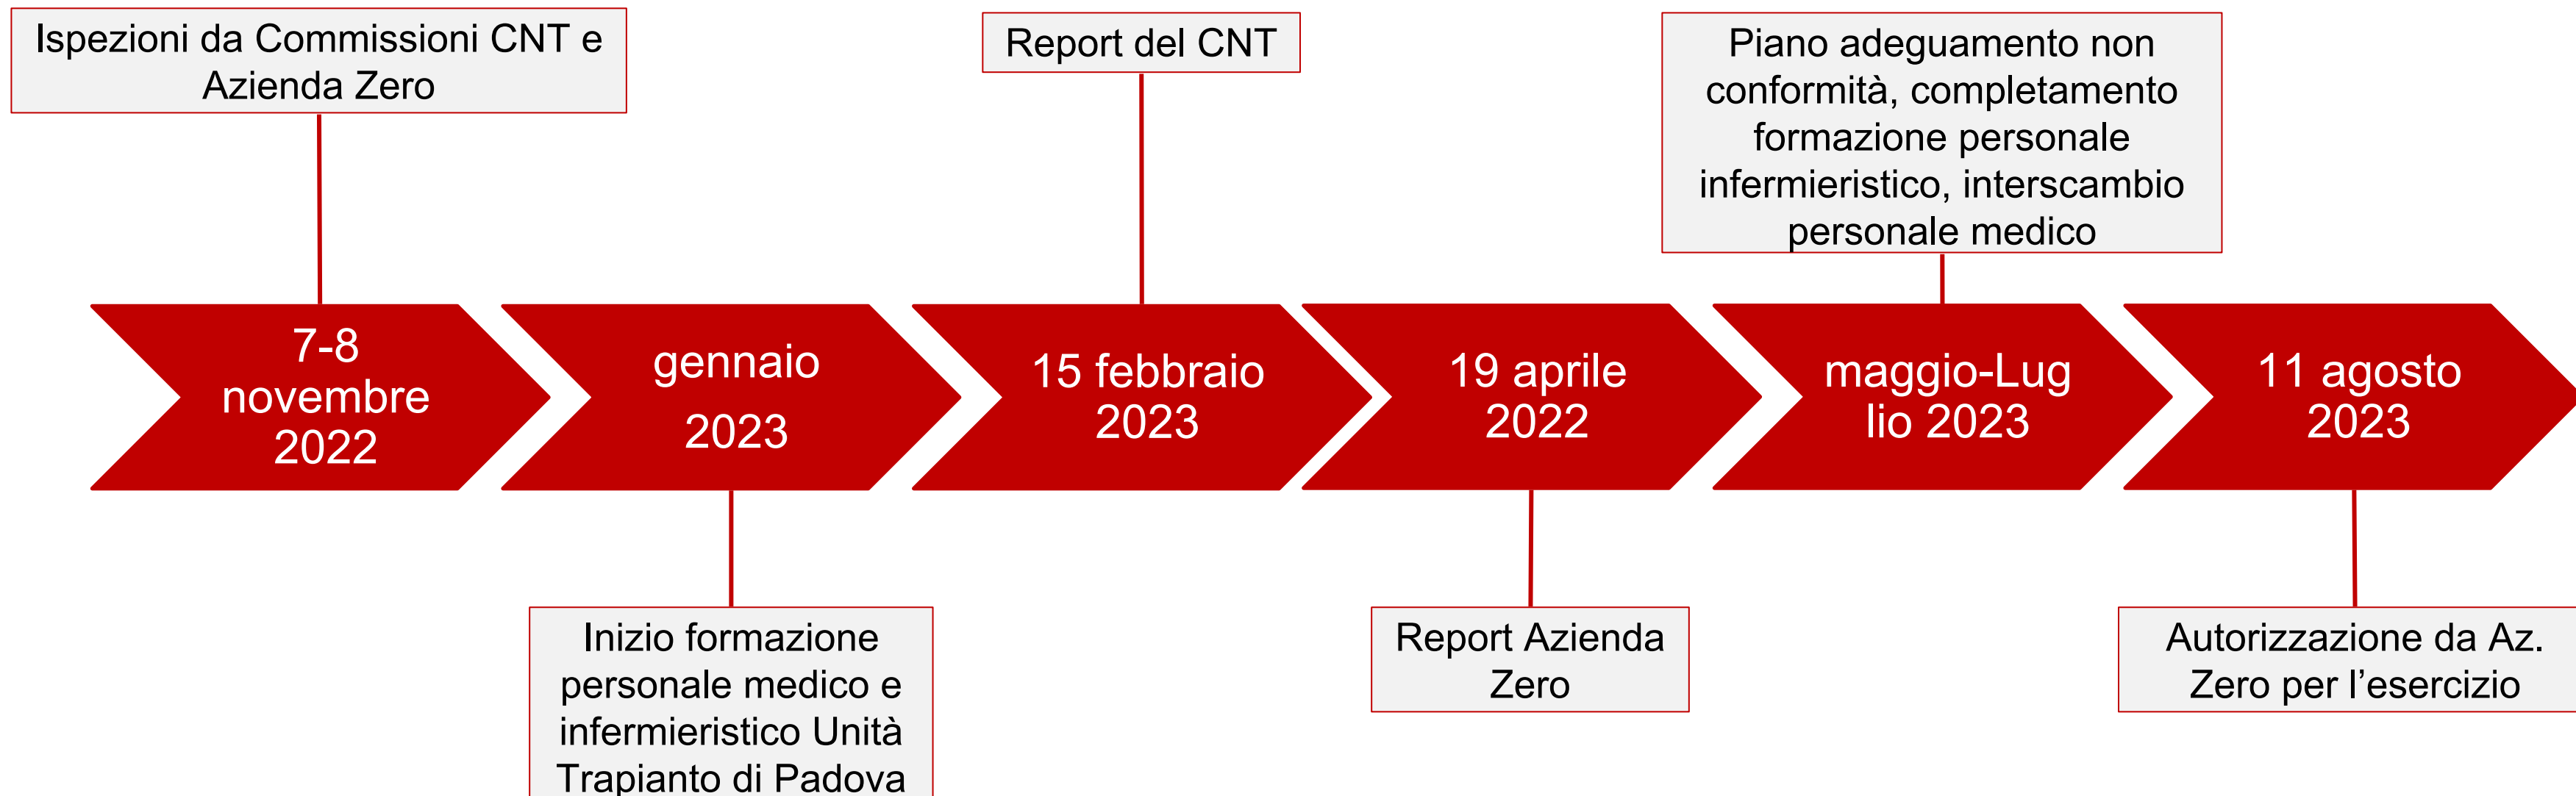 Ispezioni da Commissioni CNT e
Azienda Zero
Report del CNT
Piano adeguamento non
conformità, completamento
formazione personale
infermieristico, interscambio
personale medico
7-8
novembre
2022
gennaio
2023
15 febbraio
2023
19 aprile
2022
maggio-Lug
lio 2023
11 agosto
2023
Inizio formazione
personale medico e
infermieristico Unità
Trapianto di Padova
Report Azienda
Zero
Autorizzazione da Az.
Zero per l’esercizio